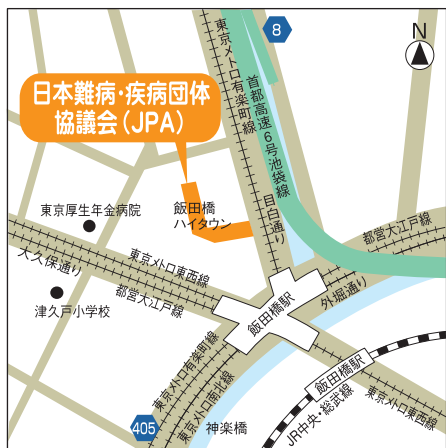 8
N
日本難病・疾病団体
協議会(JPA)
東京メトロ有楽町線
首都高速6号池袋線
目白通り
東京厚生年金病院
飯田橋
ハイタウン
大久保通り
東京メトロ東西線
都営大江戸線
都営大江戸線
外堀通り
津久戸小学校
飯田橋駅
飯田橋駅
東京メトロ有楽町線
東京メトロ南北線
JR中央・総武線
東京メトロ東西線
405
神楽橋